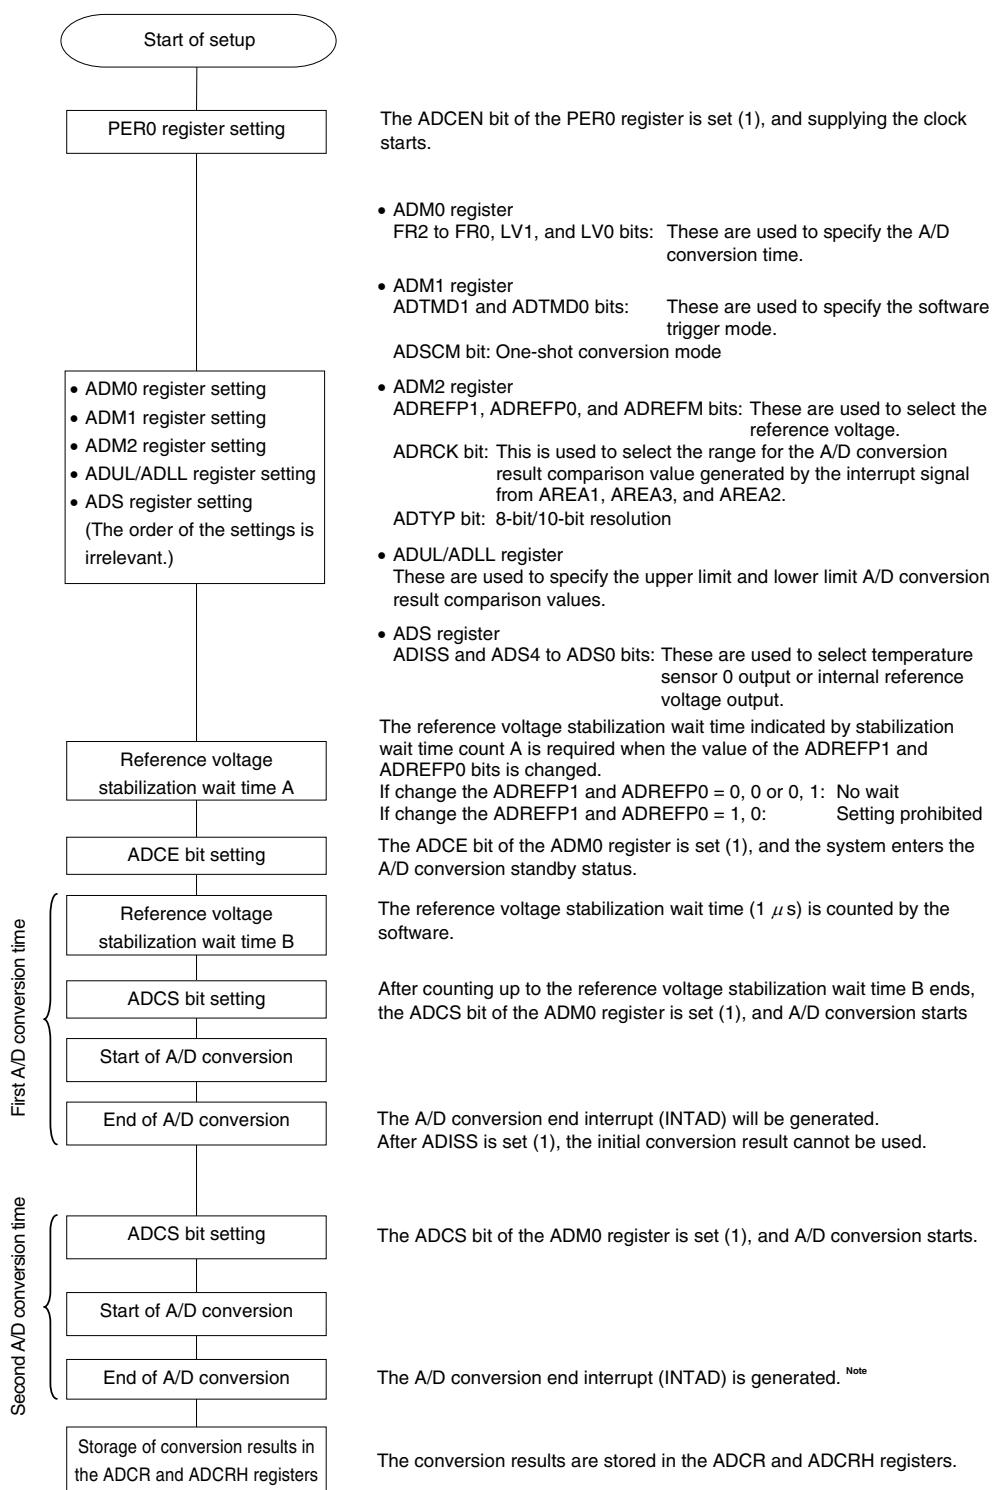 Start of setup
PER0 register setting
The ADCEN bit of the PER0 register is set (1), and supplying the clock
starts.
• ADM0 register
FR2 to FR0, LV1, and LV0 bits: These are used to specify the A/D
conversion time.
• ADM1 register
ADTMD1 and ADTMD0 bits: These are used to specify the software
trigger mode.
ADSCM bit: One-shot conversion mode
• ADM0 register setting
• ADM1 register setting
• ADM2 register setting
• ADUL/ADLL register setting
• ADS register setting
(The order of the settings is
irrelevant.)
• ADM2 register
ADREFP1, ADREFP0, and ADREFM bits: These are used to select the
reference voltage.
ADRCK bit: This is used to select the range for the A/D conversion
result comparison value generated by the interrupt signal
from AREA1, AREA3, and AREA2.
ADTYP bit: 8-bit/10-bit resolution
• ADUL/ADLL register
These are used to specify the upper limit and lower limit A/D conversion
result comparison values.
• ADS register
ADISS and ADS4 to ADS0 bits: These are used to select temperature
sensor 0 output or internal reference
voltage output.
Reference voltage
stabilization wait time A
The reference voltage stabilization wait time indicated by stabilization
wait time count A is required when the value of the ADREFP1 and
ADREFP0 bits is changed.
If change the ADREFP1 and ADREFP0 = 0, 0 or 0, 1: No wait
If change the ADREFP1 and ADREFP0 = 1, 0: Setting prohibited
ADCE bit setting
The ADCE bit of the ADM0 register is set (1), and the system enters the
A/D conversion standby status.
First A/D conversion time
Reference voltage
stabilization wait time B
The reference voltage stabilization wait time (1 μ s) is counted by the
software.
ADCS bit setting
After counting up to the reference voltage stabilization wait time B ends,
the ADCS bit of the ADM0 register is set (1), and A/D conversion starts
Start of A/D conversion
End of A/D conversion
The A/D conversion end interrupt (INTAD) will be generated.
After ADISS is set (1), the initial conversion result cannot be used.
Second A/D conversion time
ADCS bit setting
The ADCS bit of the ADM0 register is set (1), and A/D conversion starts.
Start of A/D conversion
End of A/D conversion
The A/D conversion end interrupt (INTAD) is generated. Note
Storage of conversion results in
the ADCR and ADCRH registers
The conversion results are stored in the ADCR and ADCRH registers.